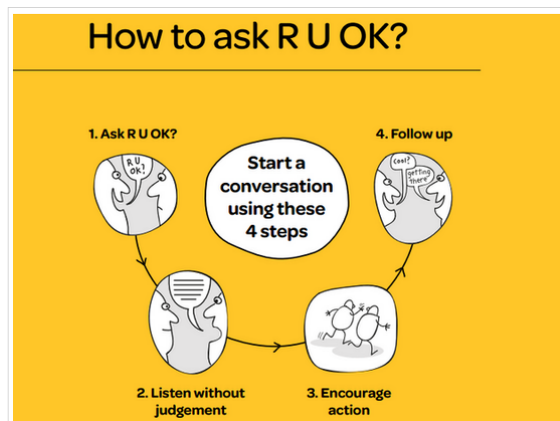 How to ask R U OK?
1. Ask R U OK?
R U
OK?
Start a
conversation
using these
4 steps
4. Follow up
Cool?
getting
there
2. Listen without
judgement
3. Encourage
action